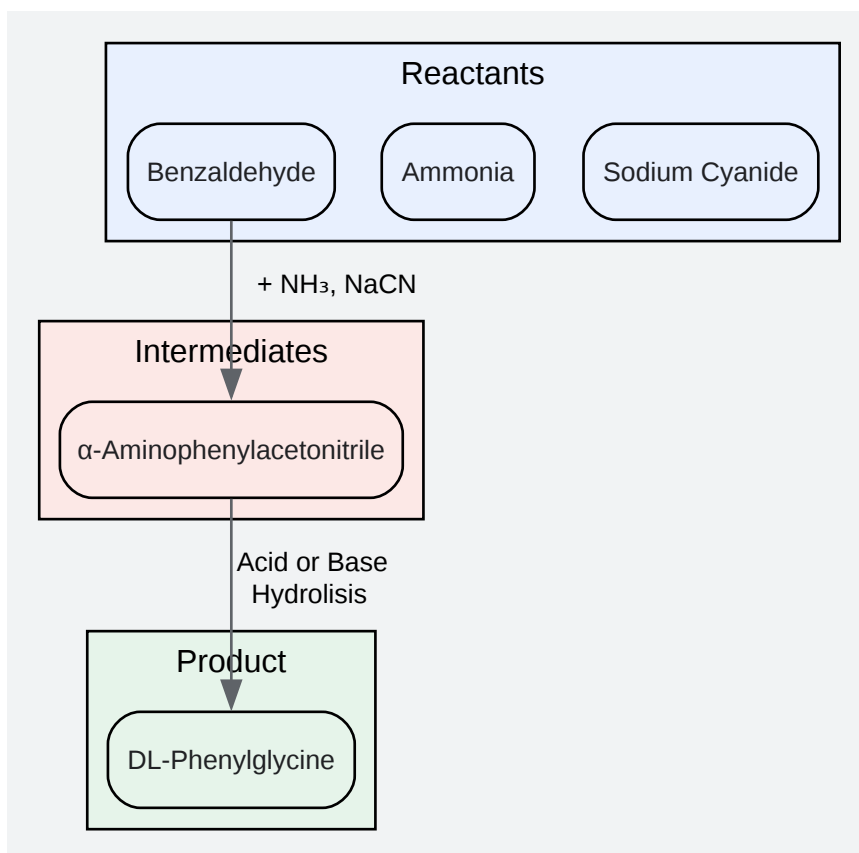 Reactants
Benzaldehyde
Ammonia
Sodium Cyanide
+ NH₃, NaCN
Intermediates
α-Aminophenylacetonitrile
Acid or Base
Hydrolisis
Product
DL-Phenylglycine